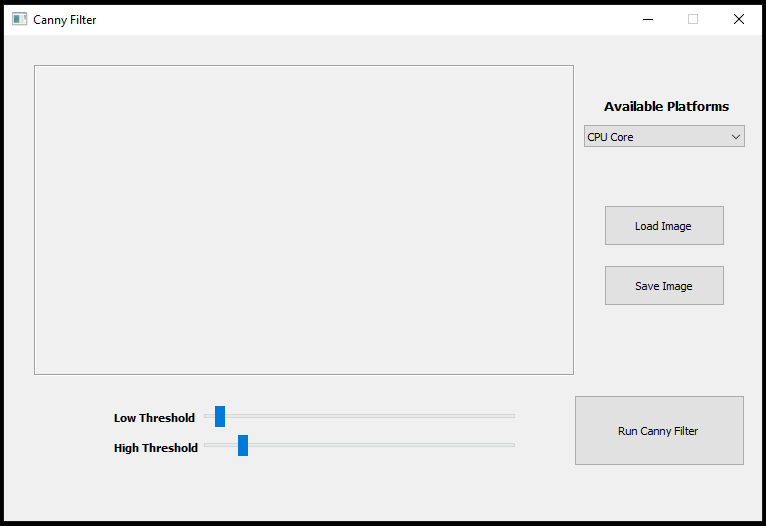 Canny Filter
Available Platforms
CPU Core
Load Image
Save Image
Low Threshold
High Threshold
Run Canny Filter